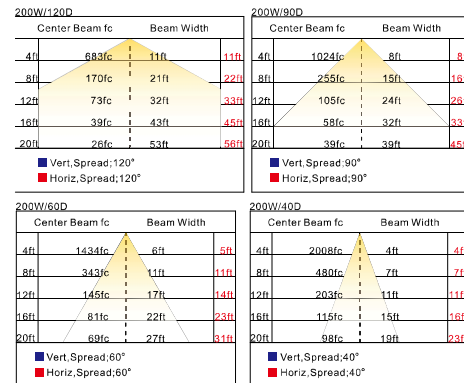 200W/120D
Center Beam fc Beam Width
4ft 683fc 11ft 11ft
8ft 170fc 21ft 22ft
12ft 73fc 32ft 33ft
16ft 39fc 43ft 45ft
20ft 26fc 53ft 56ft
Vert,Spread;120°
Horiz,Spread;120°
200W/90D
Center Beam fc Beam Width
4ft 1024fc 8ft
8ft 255fc 15ft
12ft 105fc 24ft
16ft 58fc 32ft
20ft 39fc 39ft
Vert,Spread;90°
Horiz,Spread;90°
200W/60D
Center Beam fc Beam Width
4ft 1434fc 6ft 5ft
8ft 343fc 11ft 11ft
12ft 145fc 17ft 14ft
16ft 81fc 22ft 23ft
20ft 69fc 27ft 31ft
Vert,Spread;60°
Horiz,Spread;60°
200W/40D
Center Beam fc Beam Width
4ft 2008fc 4ft
8ft 480fc 7ft
12ft 203fc 11ft
16ft 115fc 15ft
20ft 98fc 19ft
Vert,Spread;40°
Horiz,Spread;40°